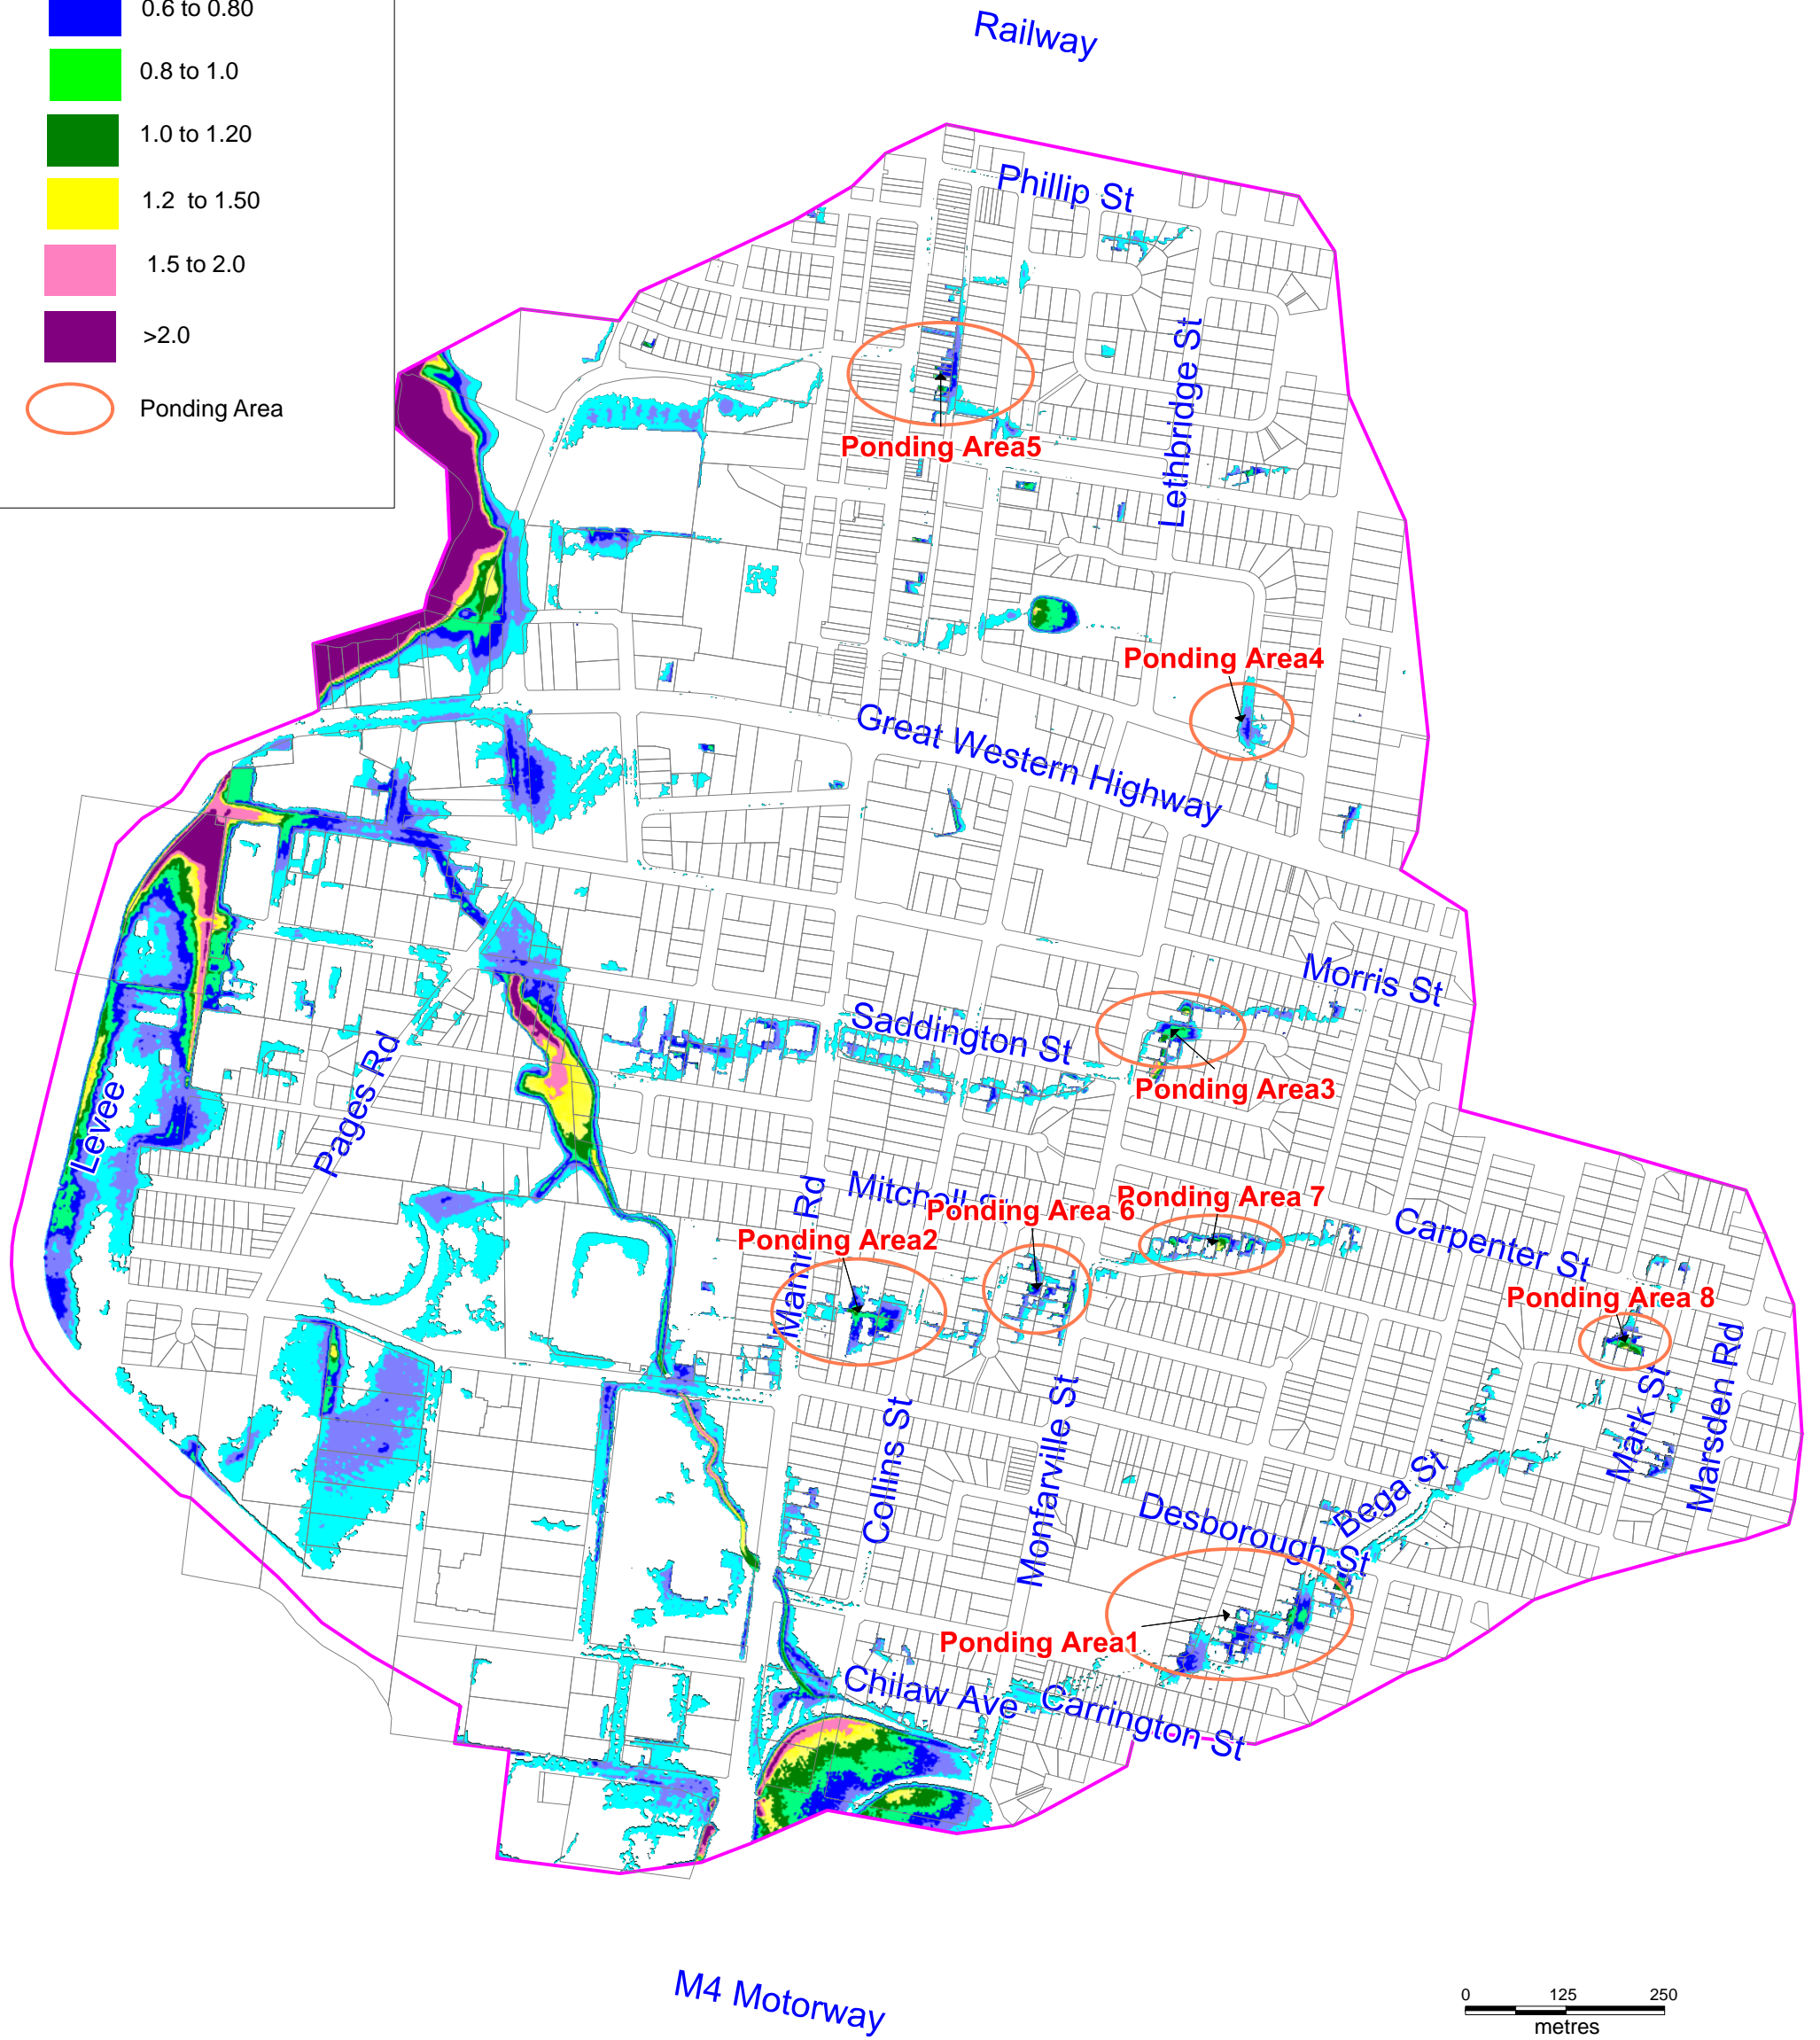 0.6 to 0.80
0.8 to 1.0
1.0 to 1.20
1.2 to 1.50
1.5 to 2.0
>2.0
Ponding Area
Railway
Phillip St
Lethbridge St
Ponding Area5
Ponding Area4
Great Western Highway
Morris St
Saddington St
Ponding Area3
Pages Rd
Levee
Mitchell St
Mann Rd
Ponding Area 6
Ponding Area 7
Ponding Area2
Carpenter St
Ponding Area 8
Mark St
Marsden Rd
Collins St
Monfarville St
Bega St
Desborough St
Ponding Area1
Chilaw Ave
Carrington St
M4 Motorway
0 125 250
metres